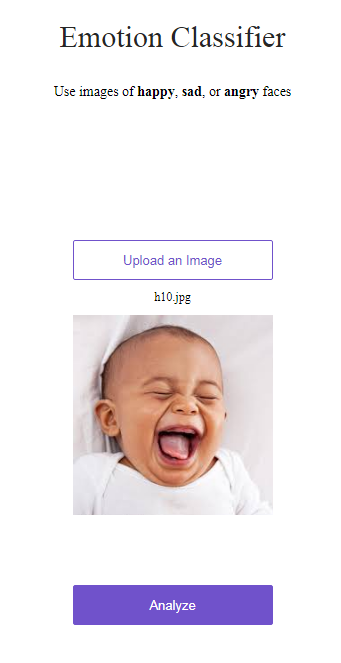 Emotion Classifier
Use images of happy, sad, or angry faces
Upload an Image
h10.jpg
Analyze